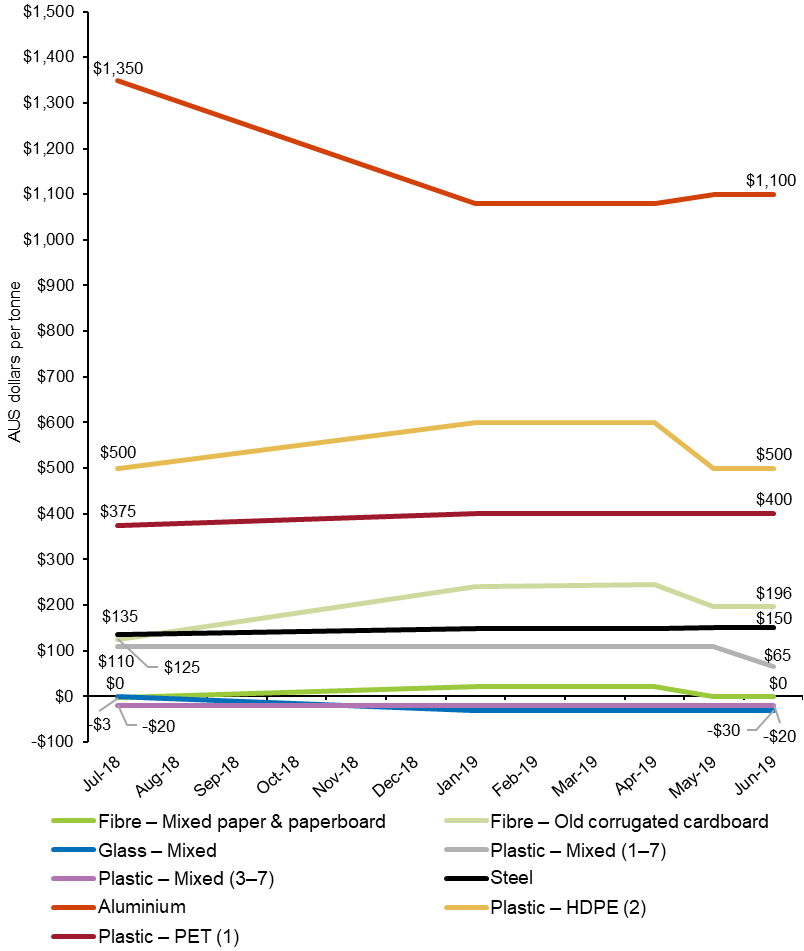 $1,500
$1,400
$1,350
$1,300
$1,200
$1,100
$1,100
$1,000
$900
AUS dollars per tonne
$800
$700
$600
$500
$500
$500
$400
$375
$400
$300
$200
$196
$135
$150
$100
$110
$125
$65
$0
$0
$0
-$3
-$20
-$30
-$20
-$100
Jul-18
Aug-18
Sep-18
Oct-18
Nov-18
Dec-18
Jan-19
Feb-19
Mar-19
Apr-19
May-19
Jun-19
Fibre – Mixed paper & paperboard
Fibre – Old corrugated cardboard
Glass – Mixed
Plastic – Mixed (1–7)
Plastic – Mixed (3–7)
Steel
Aluminium
Plastic – HDPE (2)
Plastic – PET (1)